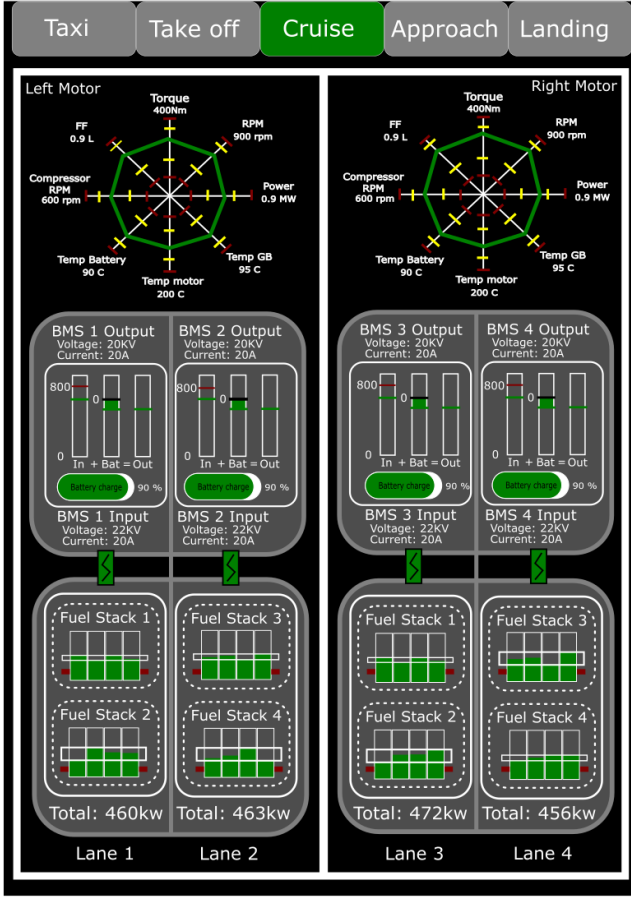 Taxi
Take off
Cruise
Approach
Landing
Left Motor
Torque
400Nm
RPM
900 rpm
Power
0.9 MW
Temp GB
95 C
Temp motor
200 C
Temp Battery
90 C
Compressor
RPM
600 rpm
FF
0.9 L
Right Motor
Torque
400Nm
RPM
900 rpm
Power
0.9 MW
Temp GB
95 C
Temp motor
200 C
Temp Battery
90 C
Compressor
RPM
600 rpm
FF
0.9 L
BMS 1 Output
Voltage: 20KV
Current: 20A
800
0
0
In + Bat = Out
Battery charge
90 %
BMS 1 Input
Voltage: 22KV
Current: 20A
BMS 2 Output
Voltage: 20KV
Current: 20A
800
0
0
In + Bat = Out
Battery charge
90 %
BMS 2 Input
Voltage: 22KV
Current: 20A
BMS 3 Output
Voltage: 20KV
Current: 20A
800
0
0
In + Bat = Out
Battery charge
90 %
BMS 3 Input
Voltage: 22KV
Current: 20A
BMS 4 Output
Voltage: 20KV
Current: 20A
800
0
0
In + Bat = Out
Battery charge
90 %
BMS 4 Input
Voltage: 22KV
Current: 20A
Fuel Stack 1
Fuel Stack 2
Total: 460kw
Lane 1
Fuel Stack 3
Fuel Stack 4
Total: 463kw
Lane 2
Fuel Stack 1
Fuel Stack 2
Total: 472kw
Lane 3
Fuel Stack 3
Fuel Stack 4
Total: 456kw
Lane 4